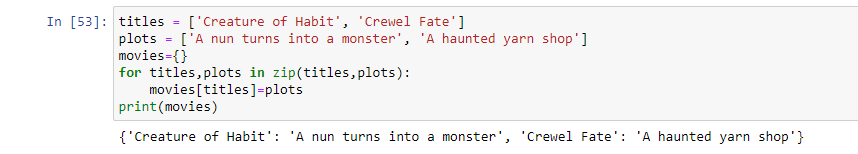 In [53]: titles = ['Creature of Habit', 'Crewel Fate']
plots = ['A nun turns into a monster', 'A haunted yarn shop']
movies={}
for titles,plots in zip(titles,plots):
    movies[titles]=plots
print(movies)
{'Creature of Habit': 'A nun turns into a monster', 'Crewel Fate': 'A haunted yarn shop'}